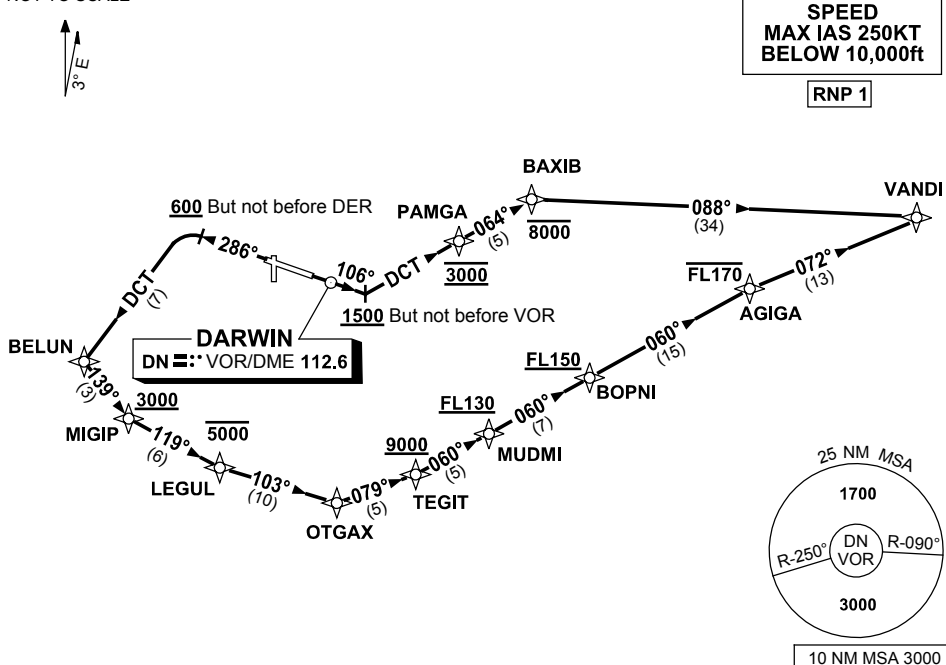 SPEED
MAX IAS 250KT
BELOW 10,000ft
RNP 1
3° E
BAXIB
VANDI
600 But not before DER
PAMGA
064°
(5)
8000
088°
(34)
286°
106°
DCT
3000
FL170
072°
(13)
DCT
(7)
1500 But not before VOR
AGIGA
DARWIN
DN VOR/DME 112.6
BELUN
139°
(3)
3000
MIGIP
FL150
060°
(15)
BOPNI
FL130
060°
(7)
MUDMI
119°
(6)
5000
LEGUL
9000
060°
(5)
TEGIT
103°
(10)
079°
(5)
OTGAX
25 NM MSA
1700
R-250°
DN
VOR
R-090°
3000
10 NM MSA 3000